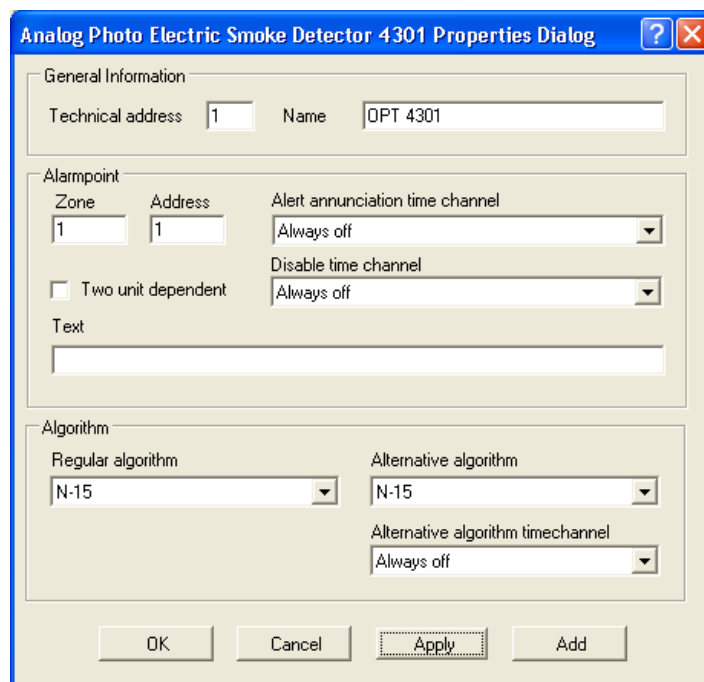 Analog Photo Electric Smoke Detector 4301 Properties Dialog
General Information
Technical address 1 Name OPT 4301
Alarmpoint
Zone Address Alert annunciation time channel
1 1 Always off
Disable time channel
Two unit dependent Always off
Text
Algorithm
Regular algorithm Alternative algorithm
N-15 N-15
Alternative algorithm timechannel
Always off
OK Cancel Apply Add